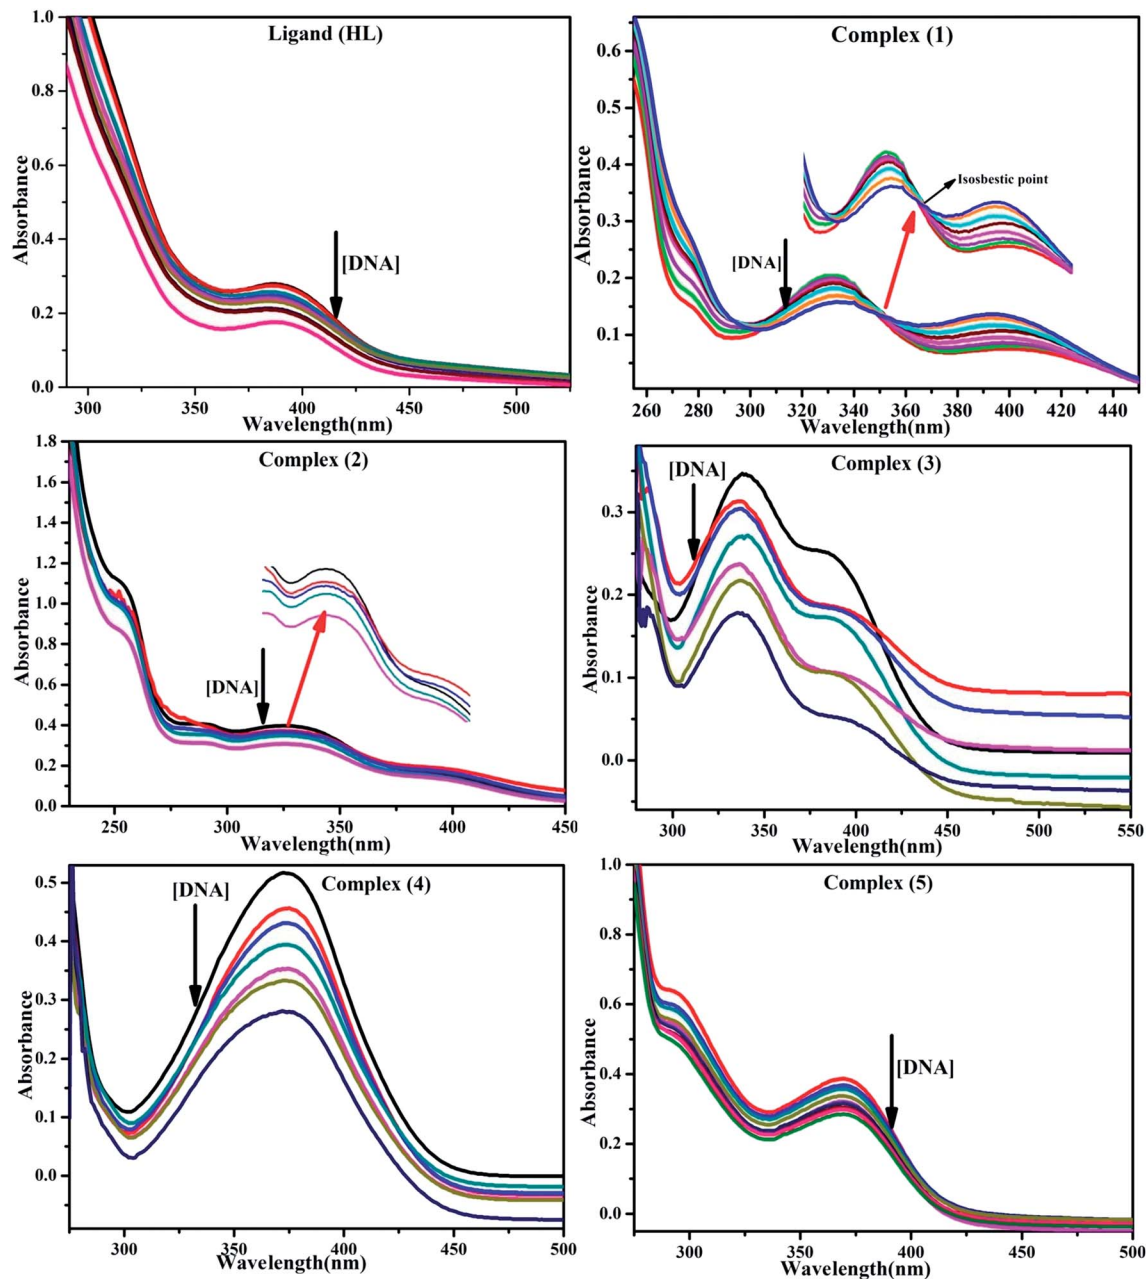 Ligand (HL)
[DNA]
Absorbance
1.0
0.8
0.6
0.4
0.2
0.0
300
350
400
450
500
Wavelength(nm)
Complex (1)
Isosbestic point
[DNA]
Absorbance
0.6
0.5
0.4
0.3
0.2
0.1
260
280
300
320
340
360
380
400
420
440
Wavelength(nm)
Complex (2)
[DNA]
Absorbance
1.8
1.6
1.4
1.2
1.0
0.8
0.6
0.4
0.2
0.0
250
300
350
400
450
Wavelength(nm)
Complex (3)
[DNA]
Absorbance
0.3
0.2
0.1
0.0
300
350
400
450
500
550
Wavelength(nm)
Complex (4)
[DNA]
Absorbance
0.5
0.4
0.3
0.2
0.1
0.0
300
350
400
450
500
Wavelength(nm)
Complex (5)
[DNA]
Absorbance
1.0
0.8
0.6
0.4
0.2
0.0
300
350
400
450
500
Wavelength(nm)